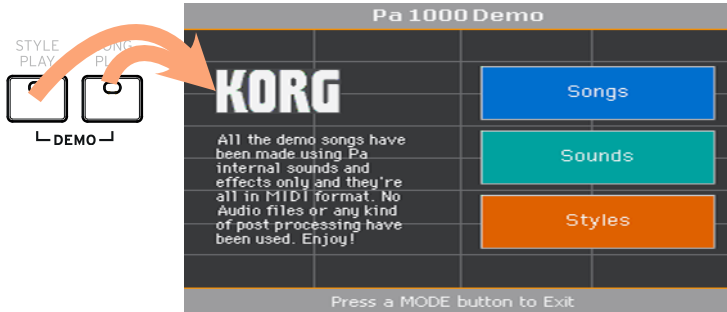 STYLE
PLAY
SONG
PLAY
DEMO
Pa 1000 Demo
KORG
All the demo songs have
been made using Pa
internal sounds and
effects only and they're
all in MIDI format. No
Audio files or any kind
of post processing have
been used. Enjoy!
Songs
Sounds
Styles
Press a MODE button to Exit